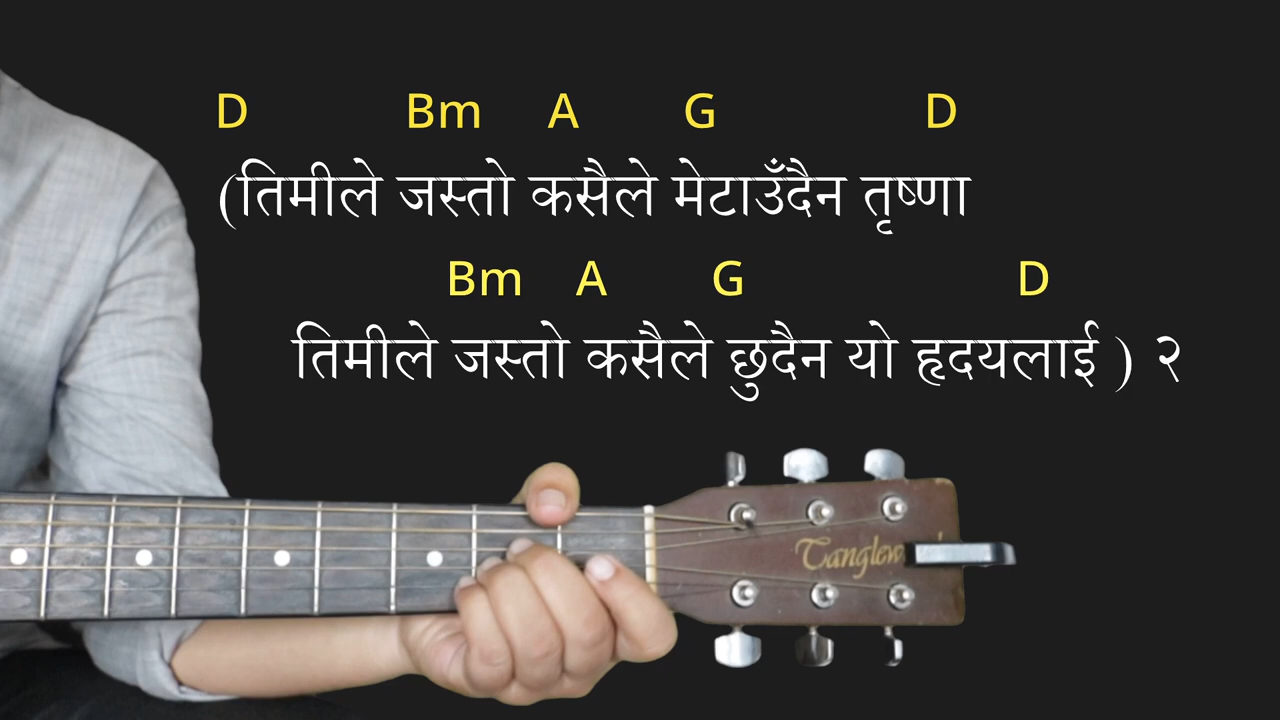 D Bm A G D
(तिमीले जस्तो कसैले मेटाउँदैन तृष्णा
Bm A G D
तिमीले जस्तो कसैले छुदैन यो हृदयलाई ) २